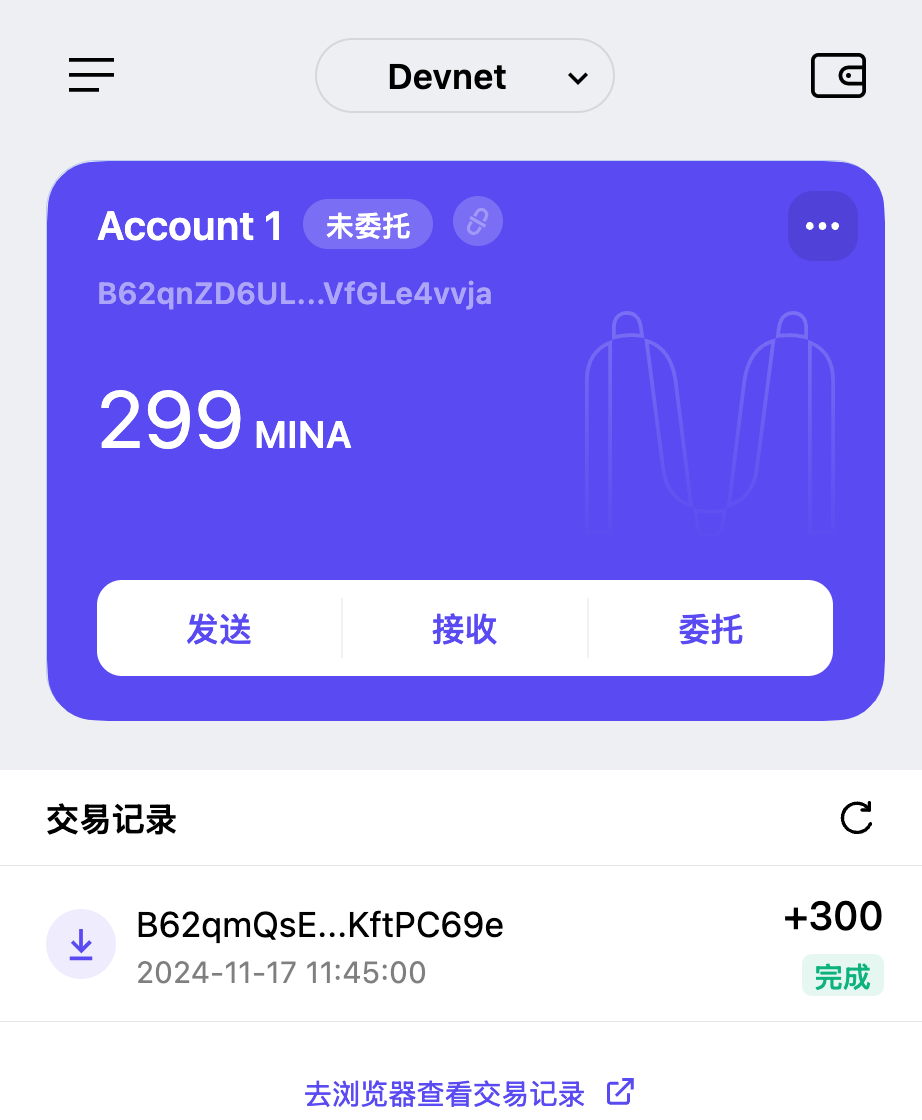 Devnet
Account 1 未委托
B62qnZD6UL...VfGLe4vvja
299 MINA
发送 接收 委托
交易记录
B62qmQsE...KftPC69e +300
2024-11-17 11:45:00 完成
去浏览器查看交易记录